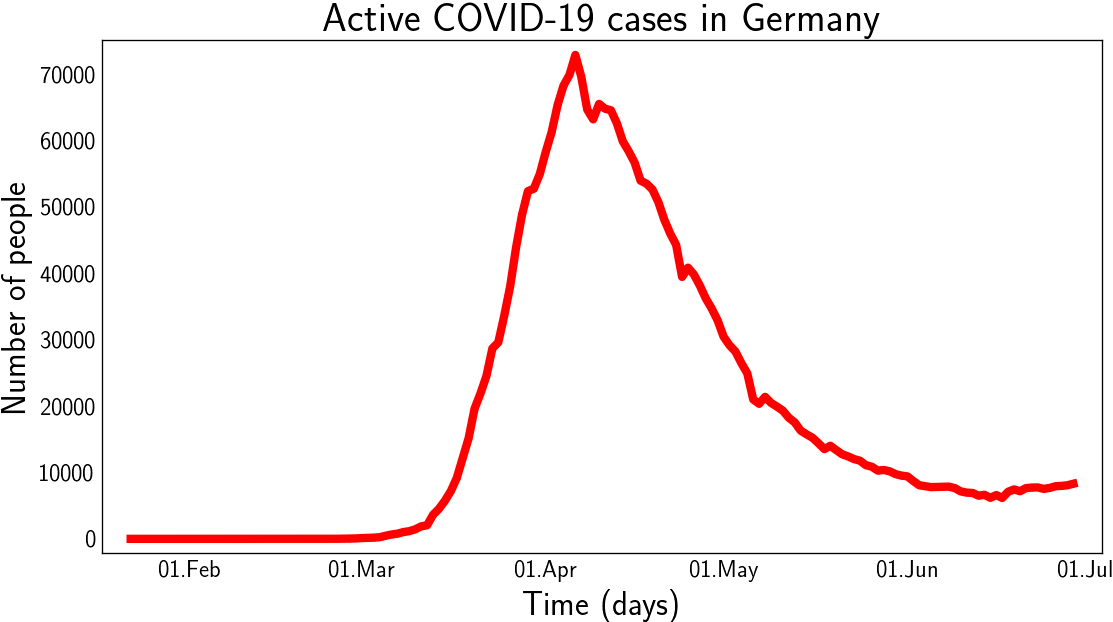 Active COVID-19 cases in Germany
Number of people
70000
60000
50000
40000
30000
20000
10000
0
01.Feb 01.Mar 01.Apr 01.May 01.Jun 01.Jul
Time (days)